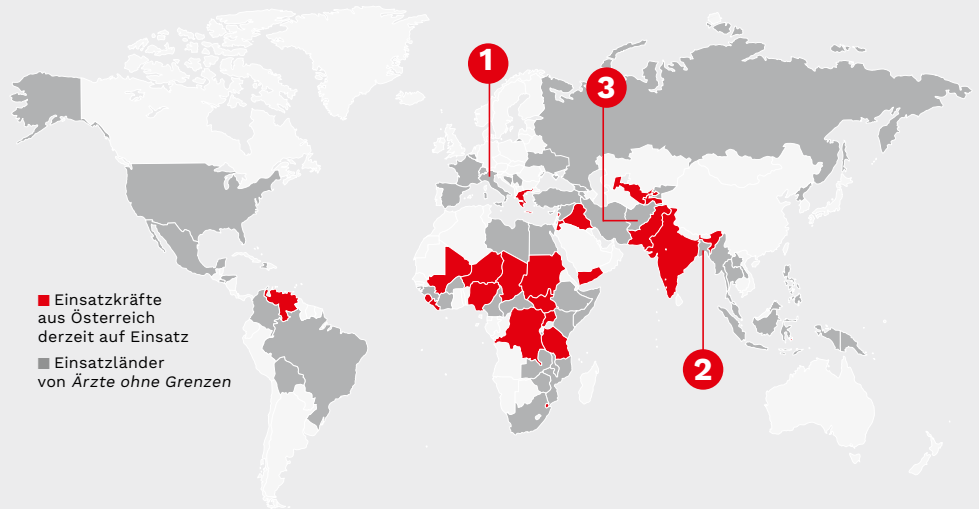 1
3
Einsatzkräfte
aus Österreich
derzeit auf Einsatz
Einsatzländer
von Ärzte ohne Grenzen
2